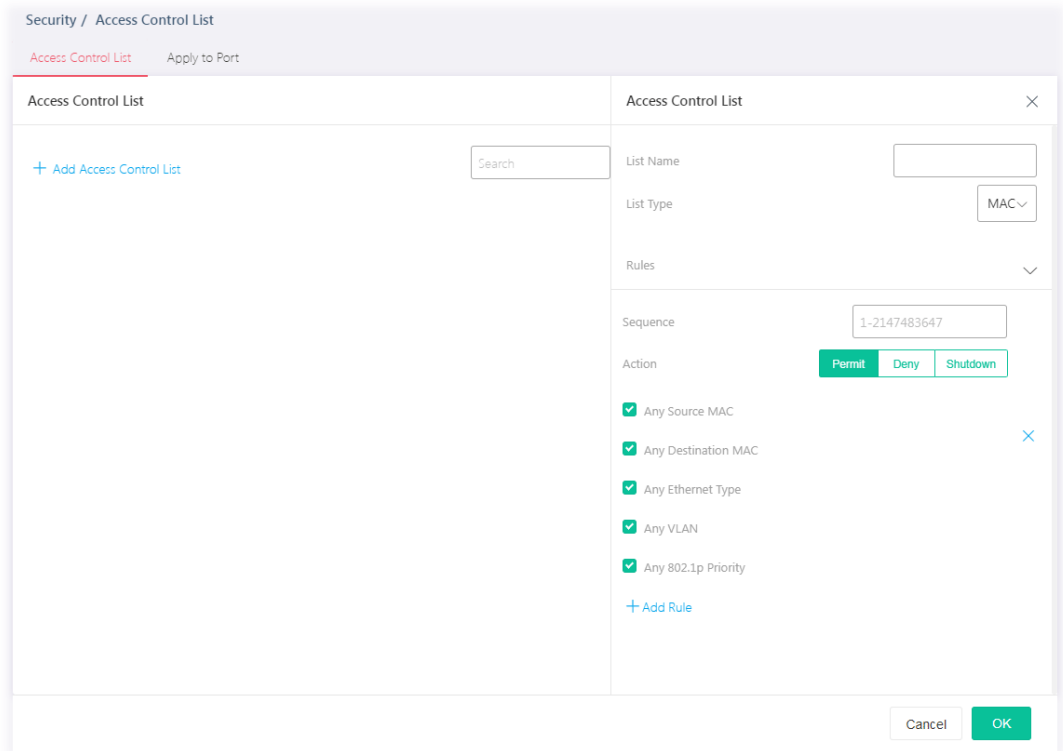 Security / Access Control List
Access Control List
Apply to Port
Access Control List
+ Add Access Control List
Search
Access Control List
List Name
List Type
MAC
Rules
Sequence
1-2147483647
Action
Permit
Deny
Shutdown
Any Source MAC
Any Destination MAC
Any Ethernet Type
Any VLAN
Any 802.1p Priority
+ Add Rule
Cancel
OK